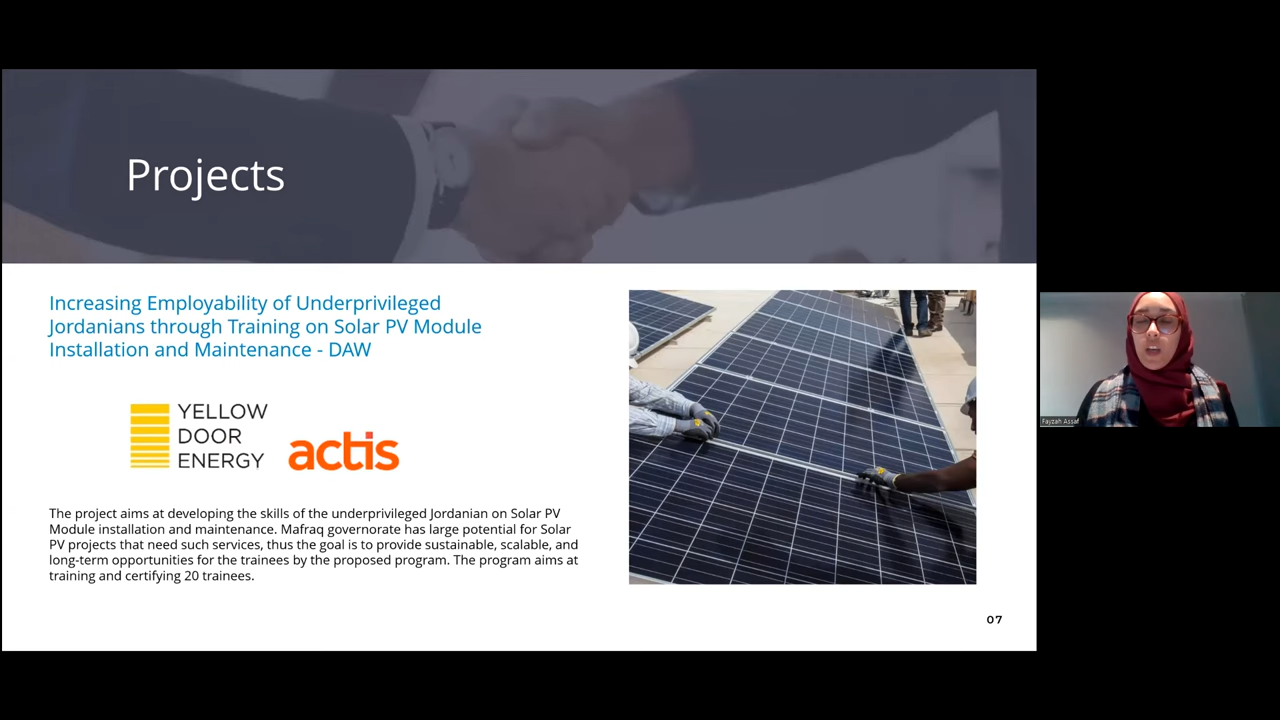 Projects
Increasing Employability of Underprivileged
Jordanians through Training on Solar PV Module
Installation and Maintenance - DAW
YELLOW
DOOR
ENERGY
actis
The project aims at developing the skills of the underprivileged Jordanian on Solar PV
Module installation and maintenance. Mafraq governorate has large potential for Solar
PV projects that need such services, thus the goal is to provide sustainable, scalable, and
long-term opportunities for the trainees by the proposed program. The program aims at
training and certifying 20 trainees.
07
Fayzah Assaf